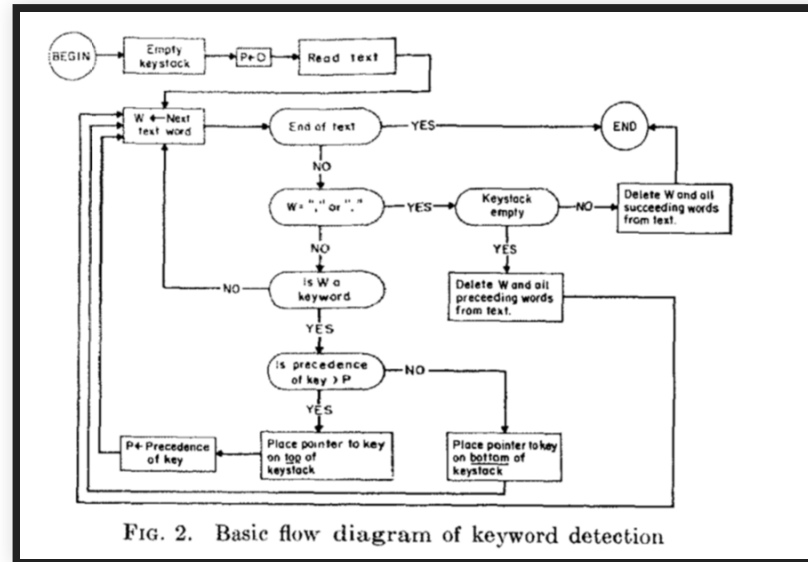 BEGIN
Empty
keystack
P←O
Read text
W ←Next
text word
End of text
YES
END
NO
W= "," or "."
YES
Keystack
empty
NO
Delete W and all
succeeding words
from text.
NO
YES
NO
Is W a
keyword
Delete W and all
preceeding words
from text.
YES
Is precedence
of key > P
NO
YES
P← Precedence
of key
Place pointer to key
on top of
keystack
Place pointer to key
on bottom of
keystack
FIG. 2. Basic flow diagram of keyword detection